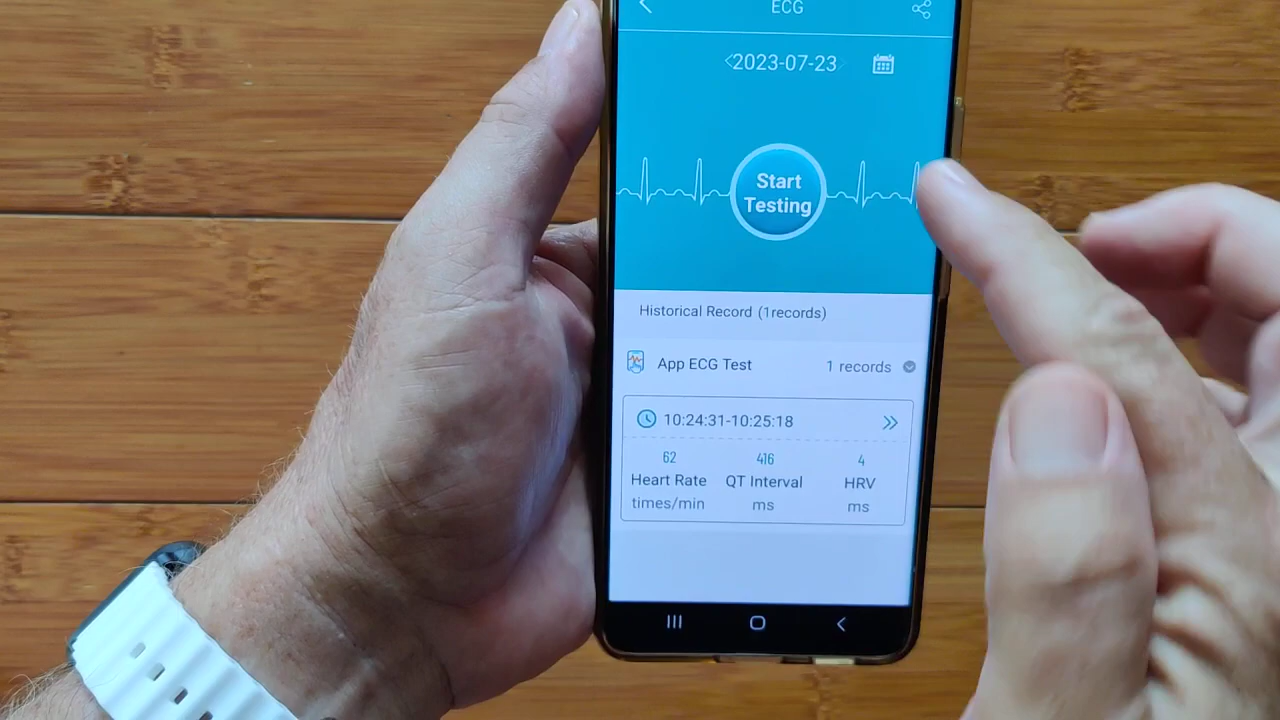 ECG
2023-07-23
Start
Testing
Historical Record (1records)
App ECG Test 1 records
10:24:31-10:25:18
62 416 4
Heart Rate QT Interval HRV
times/min ms ms